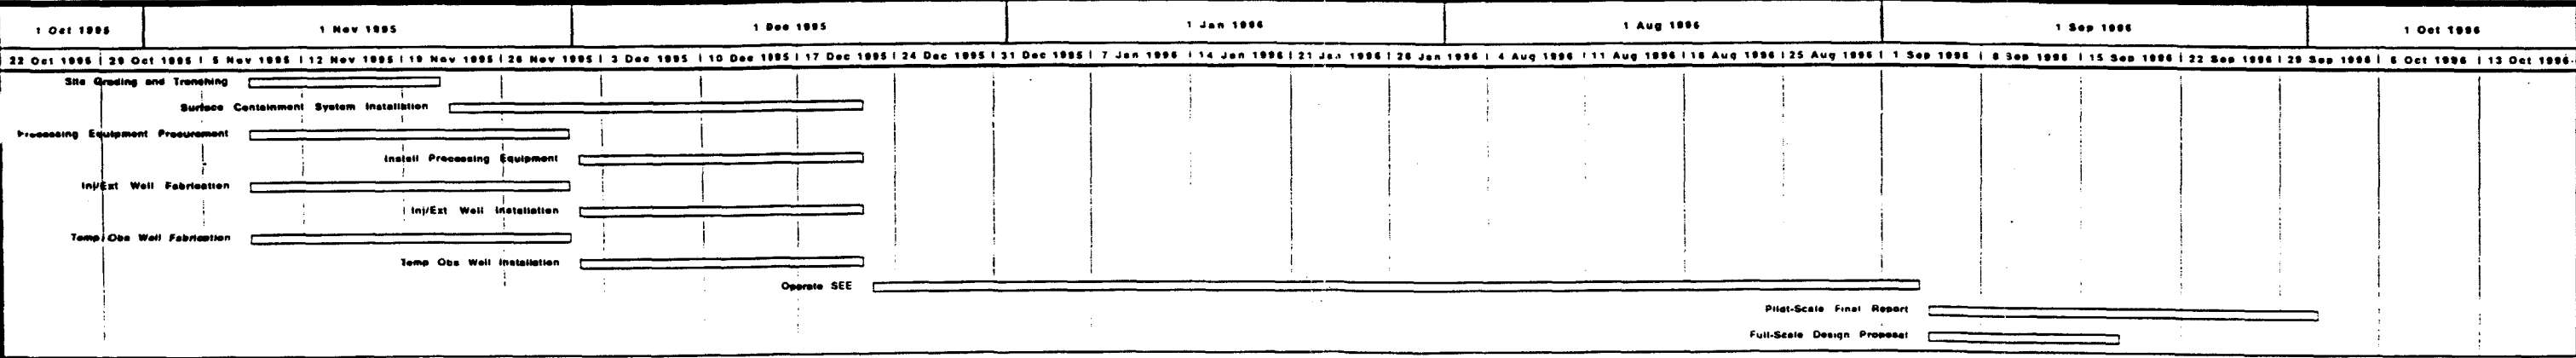 1 Oct 1995 1 Nov 1995 1 Dec 1995 1 Jan 1996 1 Aug 1996 1 Sep 1996 1 Oct 1996
22 Oct 1995 | 29 Oct 1995 | 5 Nov 1995 | 12 Nov 1995 | 19 Nov 1995 | 26 Nov 1995 | 3 Dec 1995 | 10 Dec 1995 | 17 Dec 1995 | 24 Dec 1995 | 31 Dec 1995 | 7 Jan 1996 | 14 Jan 1996 | 21 Jan 1996 | 28 Jan 1996 | 4 Aug 1996 | 11 Aug 1996 | 18 Aug 1996 | 25 Aug 1996 | 1 Sep 1996 | 8 Sep 1996 | 15 Sep 1996 | 22 Sep 1996 | 29 Sep 1996 | 6 Oct 1996 | 13 Oct 1996
Site Grading and Trenching
Surface Containment System Installation
Processing Equipment Procurement
Install Processing Equipment
Inj/Ext Well Fabrication
Inj/Ext Well Installation
Temp Obs Well Fabrication
Temp Obs Well Installation
Operate SEE
Pilot-Scale Final Report
Full-Scale Design Proposal